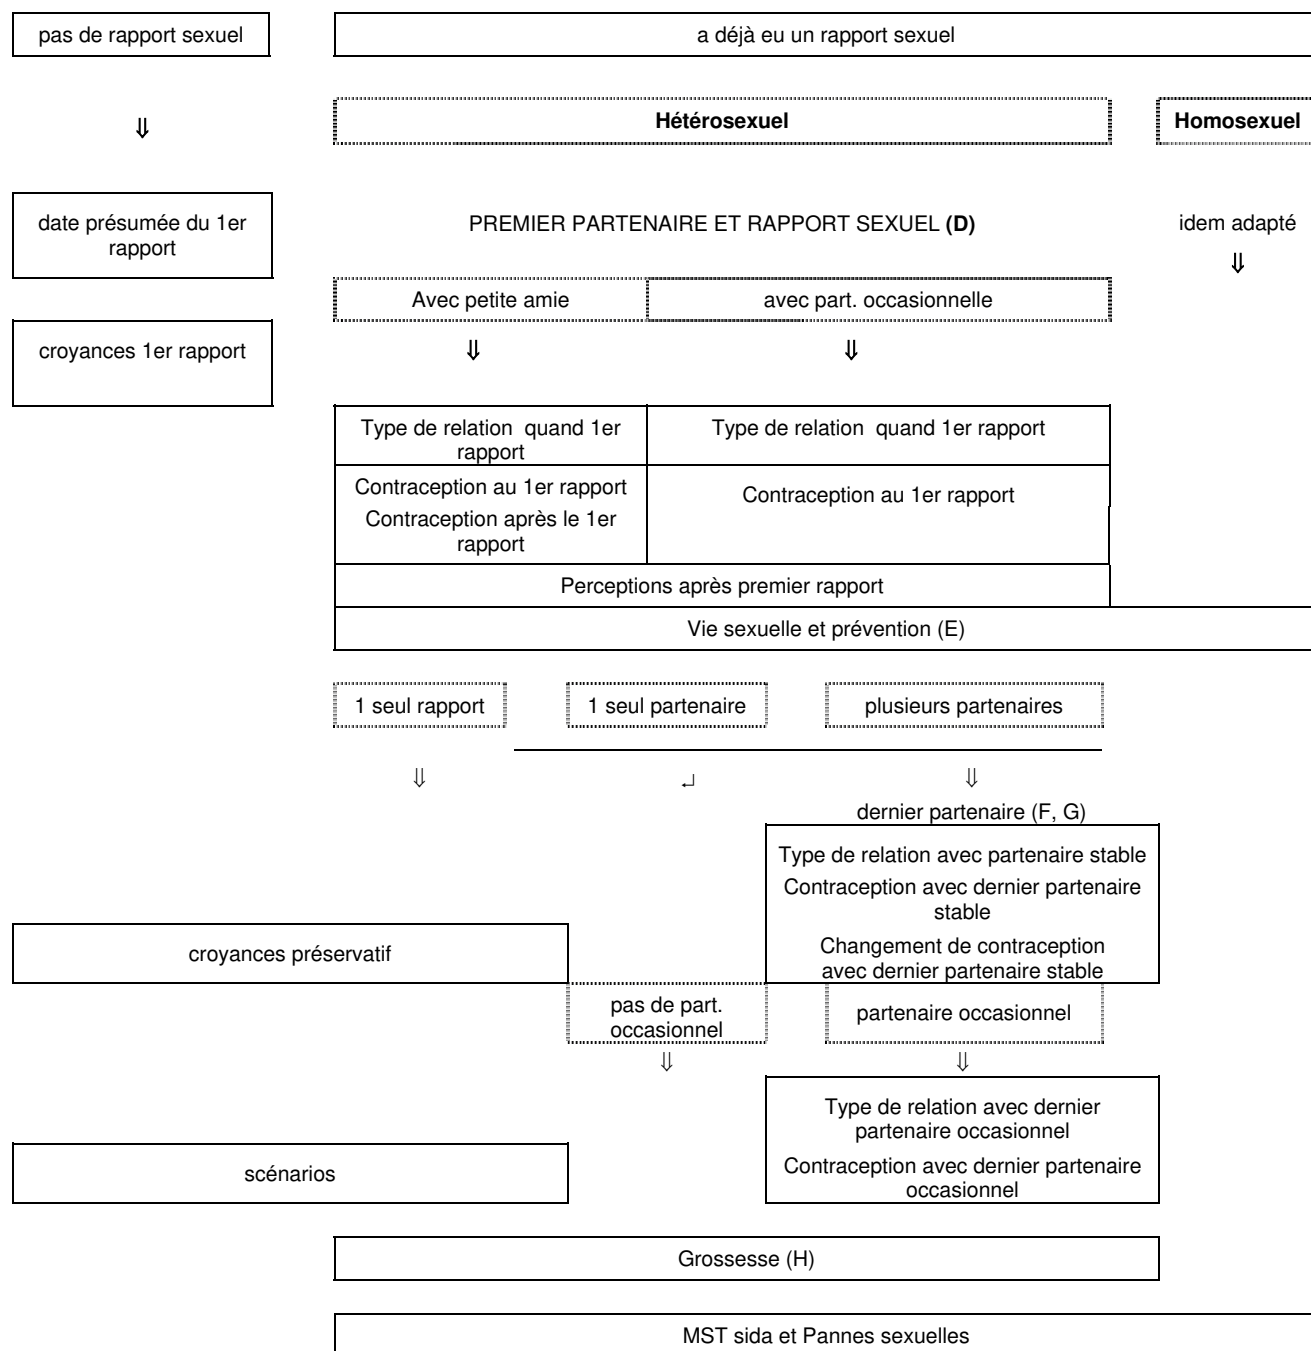 pas de rapport sexuel
a déjà eu un rapport sexuel
⇓
Hétérosexuel
Homosexuel
date présumée du 1er
rapport
PREMIER PARTENAIRE ET RAPPORT SEXUEL (D)
idem adapté
⇓
Avec petite amie
avec part. occasionnelle
croyances 1er rapport
⇓
⇓
Type de relation quand 1er
rapport
Type de relation quand 1er rapport
Contraception au 1er rapport
Contraception après le 1er
rapport
Contraception au 1er rapport
Perceptions après premier rapport
Vie sexuelle et prévention (E)
1 seul rapport
1 seul partenaire
plusieurs partenaires
⇓
↵
⇓
dernier partenaire (F, G)
Type de relation avec partenaire stable
Contraception avec dernier partenaire
stable
Changement de contraception
avec dernier partenaire stable
croyances préservatif
pas de part.
occasionnel
partenaire occasionnel
⇓
⇓
Type de relation avec dernier
partenaire occasionnel
Contraception avec dernier partenaire
occasionnel
scénarios
Grossesse (H)
MST sida et Pannes sexuelles